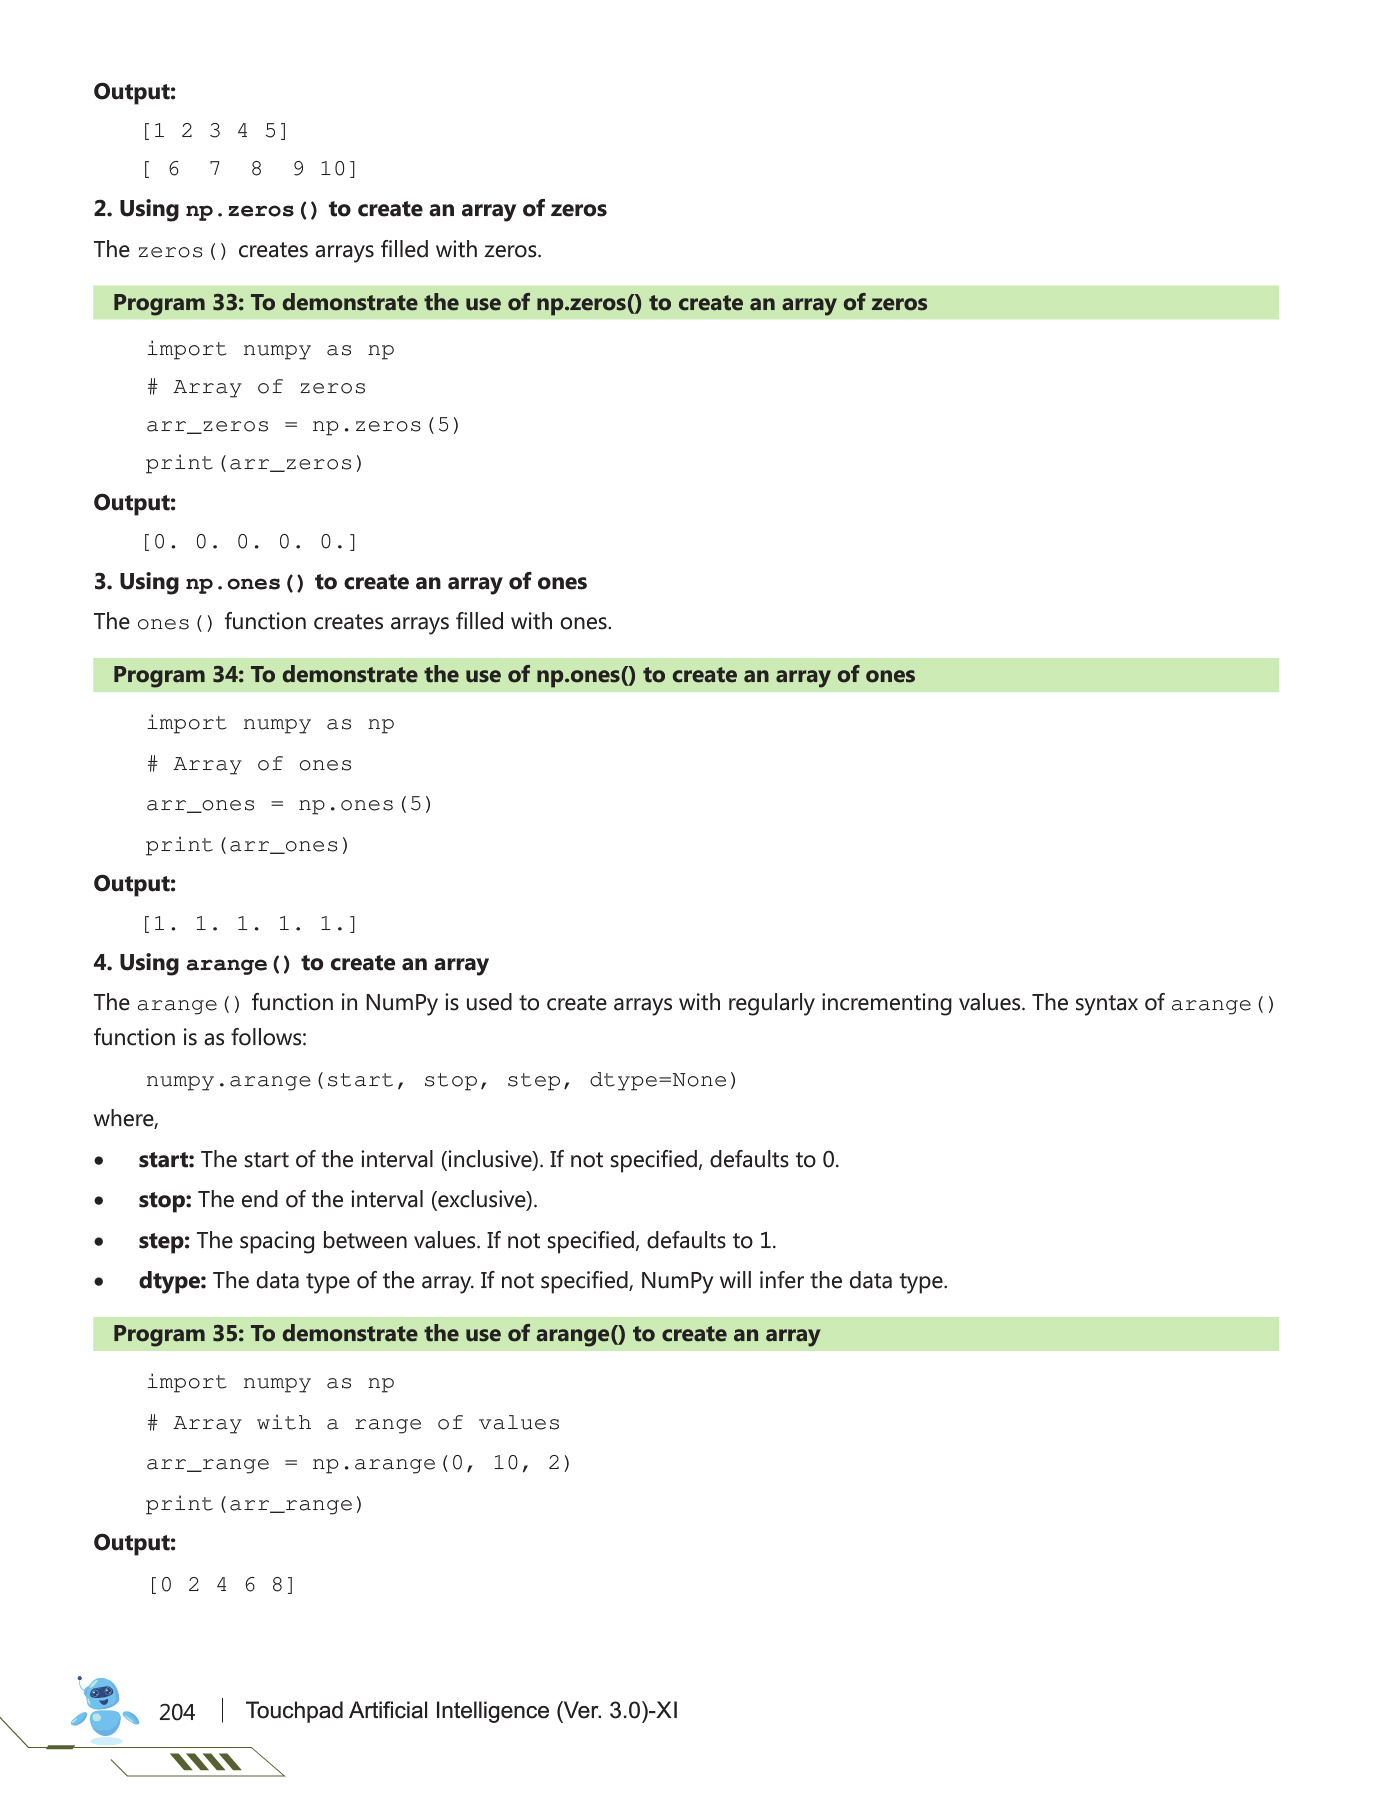 Output:
[1 2 3 4 5]
[ 6  7  8  9 10]
2. Using np.zeros() to create an array of zeros
The zeros() creates arrays filled with zeros.
Program 33: To demonstrate the use of np.zeros() to create an array of zeros
import numpy as np
# Array of zeros
arr_zeros = np.zeros(5)
print(arr_zeros)
Output:
[0. 0. 0. 0. 0.]
3. Using np.ones() to create an array of ones
The ones() function creates arrays filled with ones.
Program 34: To demonstrate the use of np.ones() to create an array of ones
import numpy as np
# Array of ones
arr_ones = np.ones(5)
print(arr_ones)
Output:
[1. 1. 1. 1. 1.]
4. Using arange() to create an array
The arange() function in NumPy is used to create arrays with regularly incrementing values. The syntax of arange()
function is as follows:
numpy.arange(start, stop, step, dtype=None)
where,
• start: The start of the interval (inclusive). If not specified, defaults to 0.
• stop: The end of the interval (exclusive).
• step: The spacing between values. If not specified, defaults to 1.
• dtype: The data type of the array. If not specified, NumPy will infer the data type.
Program 35: To demonstrate the use of arange() to create an array
import numpy as np
# Array with a range of values
arr_range = np.arange(0, 10, 2)
print(arr_range)
Output:
[0 2 4 6 8]
204 | Touchpad Artificial Intelligence (Ver. 3.0)-XI